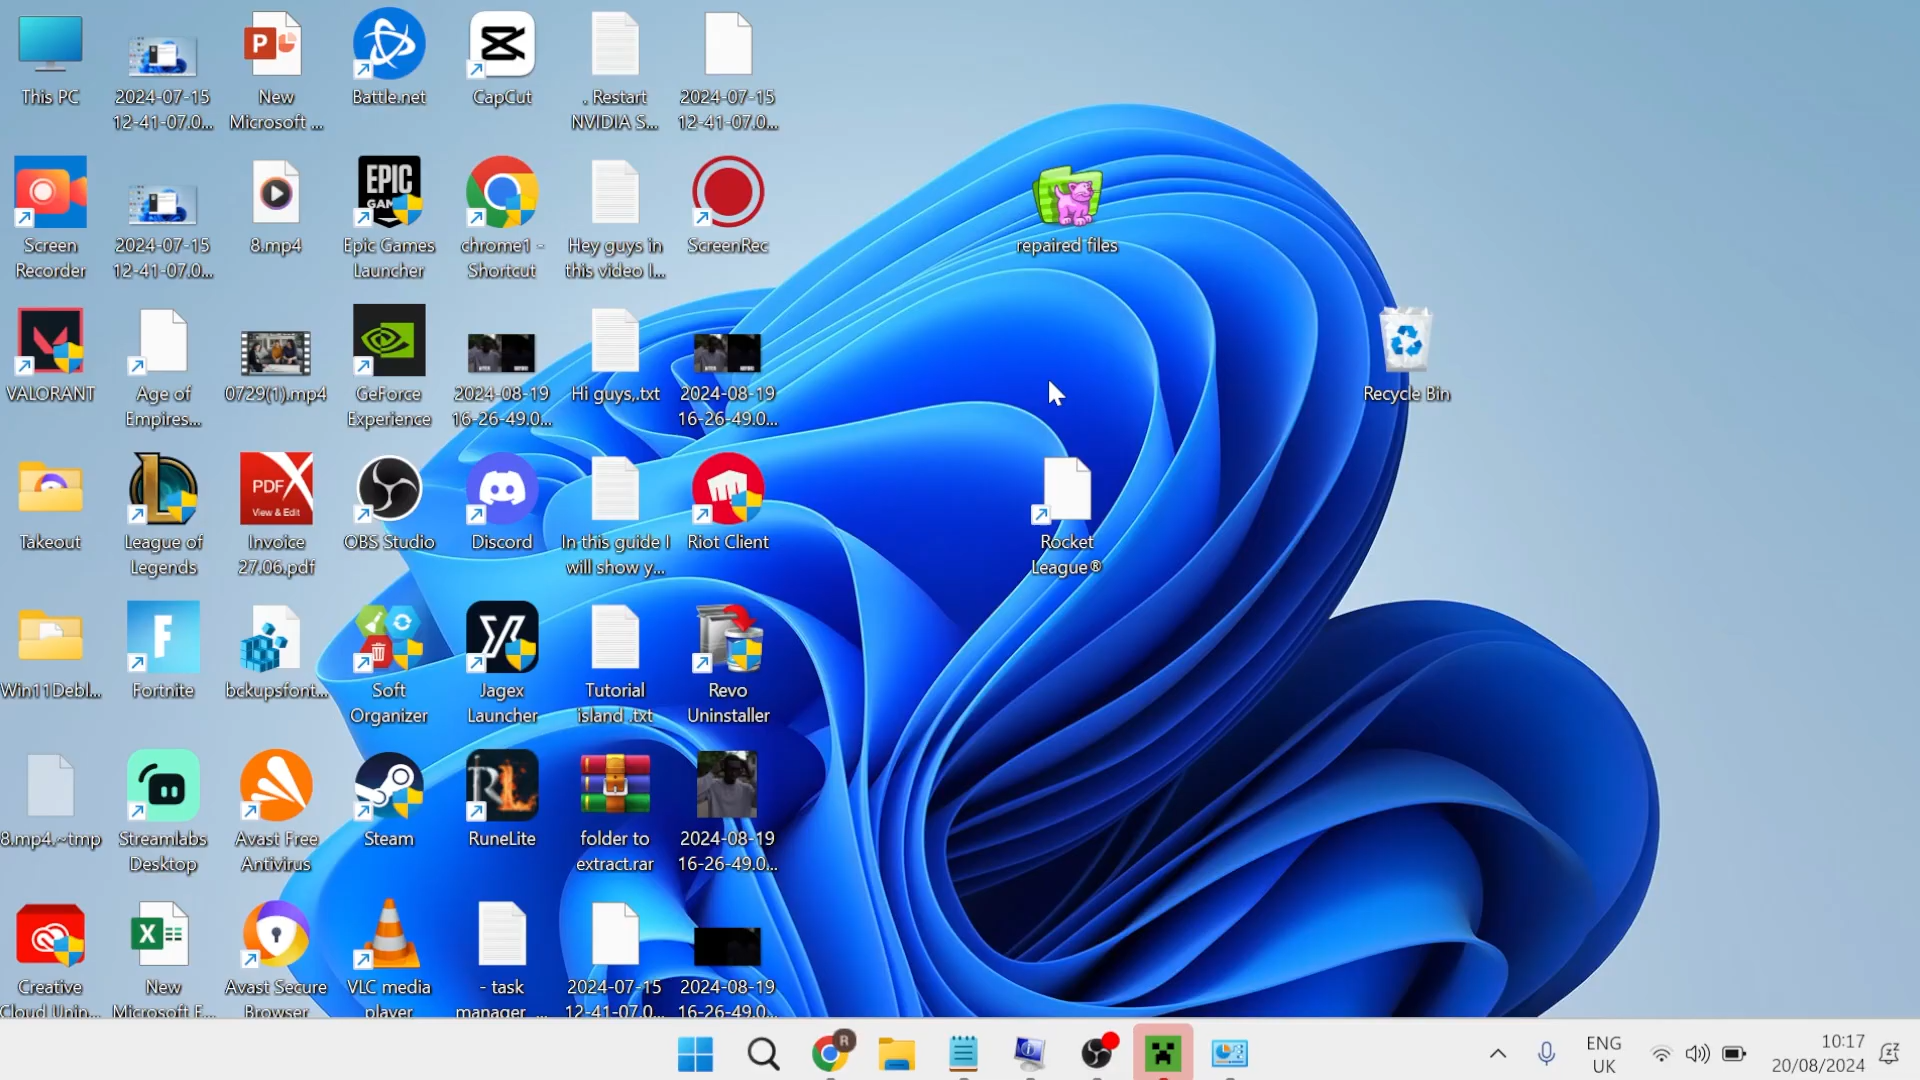 This PC
2024-07-15
12-41-07.0...
New
Microsoft ...
Battle.net
CapCut
. Restart
NVIDIA S...
2024-07-15
12-41-07.0...
Screen
Recorder
2024-07-15
12-41-07.0...
8.mp4
EPIC
GAM
Epic Games
Launcher
chrome1 -
Shortcut
Hey guys in
this video I...
ScreenRec
repaired files
VALORANT
Age of
Empires...
0729(1).mp4
GeForce
Experience
2024-08-19
16-26-49.0...
Hi guys,.txt
2024-08-19
16-26-49.0...
Recycle Bin
Takeout
League of
Legends
PDF
View & Edit
Invoice
27.06.pdf
OBS Studio
Discord
In this guide I
will show y...
Riot Client
Rocket
League®
Win11Debl...
Fortnite
bckupsfont...
Soft
Organizer
Jagex
Launcher
Tutorial
island .txt
Revo
Uninstaller
8.mp4.~tmp
Streamlabs
Desktop
Avast Free
Antivirus
Steam
RuneLite
folder to
extract.rar
2024-08-19
16-26-49.0...
Creative
Cloud Unin...
New
Microsoft E...
Avast Secure
Browser
VLC media
player
- task
manager ...
2024-07-15
12-41-07.0...
2024-08-19
16-26-49.0...
R
ENG
UK
10:17
20/08/2024